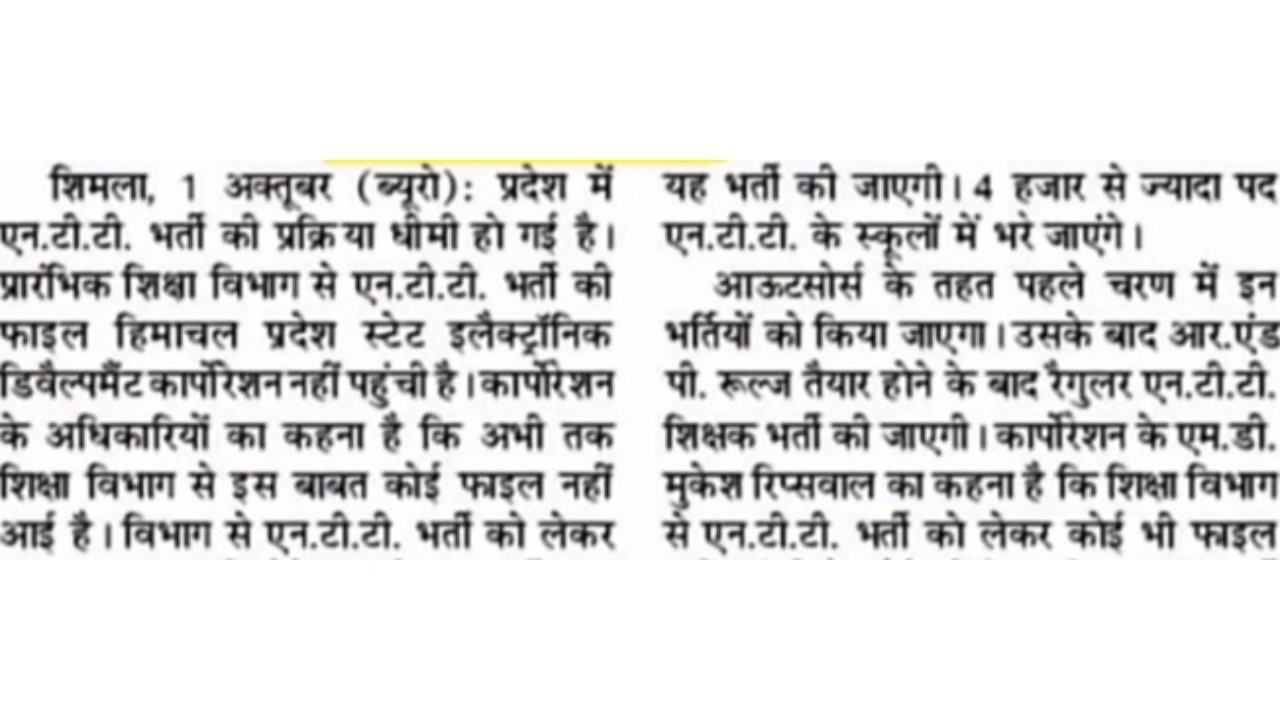 शिमला, 1 अक्तूबर (ब्यूरो): प्रदेश में
एन.टी.टी. भर्ती की प्रक्रिया धीमी हो गई है।
प्रारंभिक शिक्षा विभाग से एन.टी.टी. भर्ती की
फाइल हिमाचल प्रदेश स्टेट इलैक्ट्रॉनिक
डिवैल्पमैंट कार्पोरेशन नहीं पहुंची है। कार्पोरेशन
के अधिकारियों का कहना है कि अभी तक
शिक्षा विभाग से इस बाबत कोई फाइल नहीं
आई है। विभाग से एन.टी.टी. भर्ती को लेकर
यह भर्ती की जाएगी। 4 हजार से ज्यादा पद
एन.टी.टी. के स्कूलों में भरे जाएंगे।
आऊटसोर्स के तहत पहले चरण में इन
भर्तियों को किया जाएगा। उसके बाद आर.एंड
पी. रूल्ज तैयार होने के बाद रैगुलर एन.टी.टी.
शिक्षक भर्ती की जाएगी। कार्पोरेशन के एम.डी.
मुकेश रिप्सवाल का कहना है कि शिक्षा विभाग
से एन.टी.टी. भर्ती को लेकर कोई भी फाइल